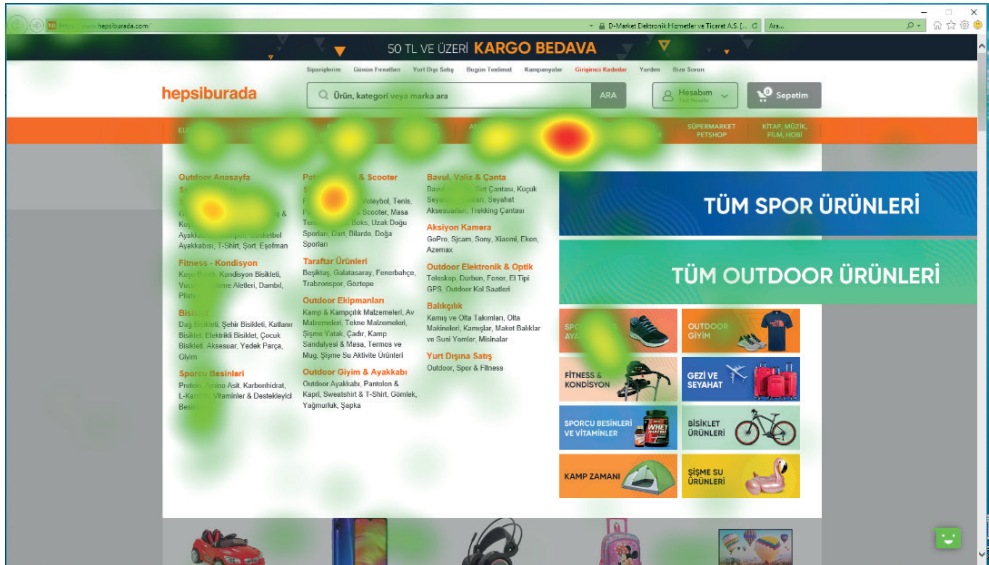 hepsiburada.com
D-Market Elektronik Hizmetler ve Ticaret A.S. [...
Ara...
50 TL VE ÜZERİ KARGO BEDAVA
Siparişlerim Günün Fırsatları Yurt Dışı Satış Bugün Teslimat Kampanyalar Girişimci Kadınlar Yardım Bize Sorun
hepsiburada
Ürün, kategori veya marka ara
ARA
Hesabım
0
Sepetim
SÜPERMARKET
PETSHOP
KİTAP, MÜZİK,
FİLM, HOBİ
Outdoor Anasayfa
Ayakkabısı, T-Shirt, Şort, Eşofman
Fitness - Kondisyon
Kondisyon Bisikleti,
Aletleri, Dambıl,
Dağ Bisikleti, Şehir Bisikleti, Katlanır
Bisiklet, Elektrikli Bisiklet, Çocuk
Bisikleti, Aksesuar, Yedek Parça,
Giyim
Sporcu Besinleri
Protein, Amino Asit, Karbonhidrat,
L-Karnitin, Vitaminler & Destekleyici
& Scooter
Voleybol, Tenis,
Scooter, Masa
Boks, Uzak Doğu
Sporları, Dart, Bilardo, Doğa
Sporları
Taraftar Ürünleri
Beşiktaş, Galatasaray, Fenerbahçe,
Trabzonspor, Göztepe
Outdoor Ekipmanları
Kamp & Kampçılık Malzemeleri, Av
Malzemeleri, Tekne Malzemeleri,
Şişme Yatak, Çadır, Kamp
Sandalyesi & Masa, Termos ve
Mug, Şişme Su Aktivite Ürünleri
Outdoor Giyim & Ayakkabı
Outdoor Ayakkabı, Pantolon &
Kapri, Sweatshirt & T-Shirt, Gömlek,
Yağmurluk, Şapka
Bavul, Valiz & Çanta
Set Çantası, Küçük
Seyahat
Aksesuarları, Trekking Çantası
Aksiyon Kamera
GoPro, Sjcam, Sony, Xiaomi, Eken,
Azemax
Outdoor Elektronik & Optik
Teleskop, Dürbün, Fener, El Tipi
GPS, Outdoor Kol Saatleri
Balıkçılık
Kamış ve Olta Takımları, Olta
Makineleri, Kamışlar, Maket Balıklar
ve Suni Yemler, Misinalar
Yurt Dışına Satış
Outdoor, Spor & Fitness
TÜM SPOR ÜRÜNLERİ
TÜM OUTDOOR ÜRÜNLERİ
OUTDOOR
GİYİM
FİTNESS &
KONDİSYON
GEZİ VE
SEYAHAT
SPORCU BESİNLERİ
VE VİTAMİNLER
WHEY
BİSİKLET
ÜRÜNLERİ
KAMP ZAMANI
ŞİŞME SU
ÜRÜNLERİ